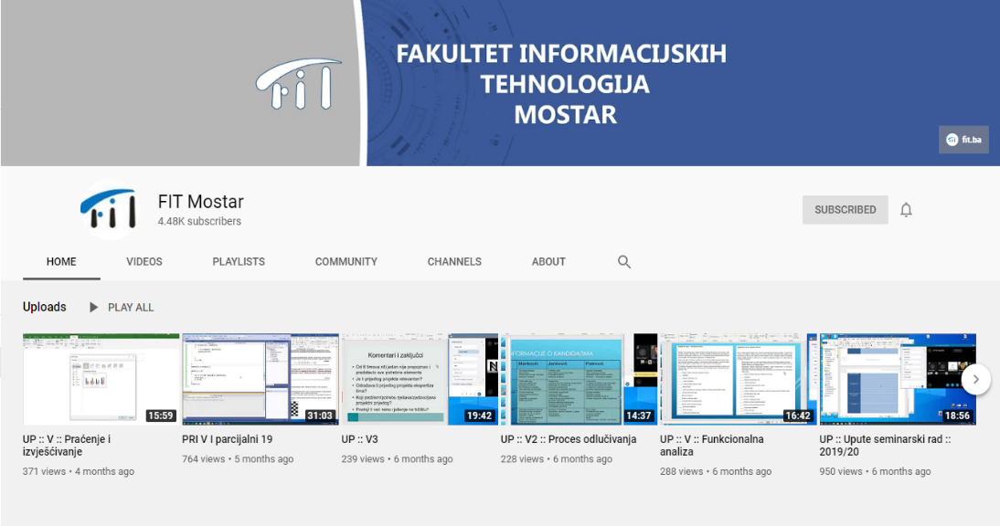 FAKULTET INFORMACIJSKIH
TEHNOLOGIJA
MOSTAR
fit.ba
FIT Mostar
4.48K subscribers
SUBSCRIBED
HOME VIDEOS PLAYLISTS COMMUNITY CHANNELS ABOUT
Uploads PLAY ALL
Komentari i zaključci
INFORMACIJE O KANDIDATIMA
15:59 31:03 19:42 14:37 16:42 18:56
UP :: V :: Praćenje i
izvješćivanje
371 views • 4 months ago
PRI V I parcijalni 19
764 views • 5 months ago
UP :: V3
239 views • 6 months ago
UP :: V2 :: Proces odlučivanja
228 views • 6 months ago
UP :: V :: Funkcionalna
analiza
288 views • 6 months ago
UP :: Upute seminarski rad ::
2019/20
950 views • 6 months ago